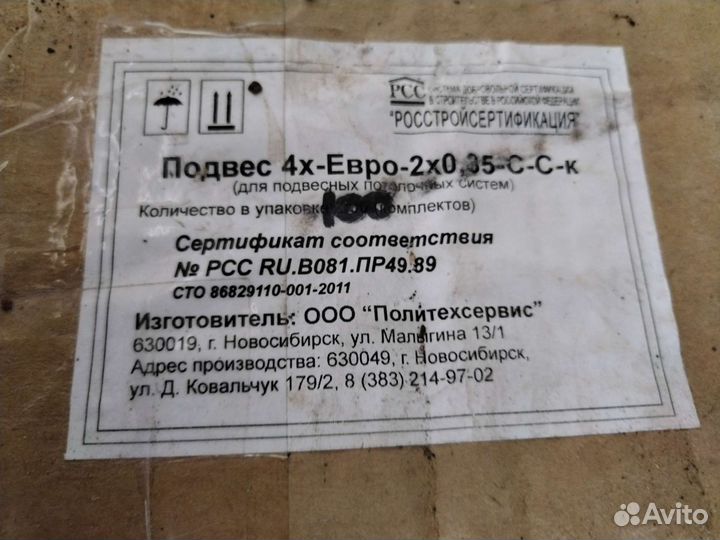 РСС
СИСТЕМА ДОБРОВОЛЬНОЙ СЕРТИФИКАЦИИ
В СТРОИТЕЛЬСТВЕ В РОССИЙСКОЙ ФЕДЕРАЦИИ
"РОССТРОЙСЕРТИФИКАЦИЯ"
Подвес 4х-Евро-2х0,35-С-С-к
(для подвесных потолочных систем)
Количество в упаковке 100 комплектов)
Сертификат соответствия
№ РСС RU.В081.ПР49.89
СТО 86829110-001-2011
Изготовитель: ООО "Политехсервис"
630019, г. Новосибирск, ул. Малыгина 13/1
Адрес производства: 630049, г. Новосибирск,
ул. Д. Ковальчук 179/2, 8 (383) 214-97-02
Avito